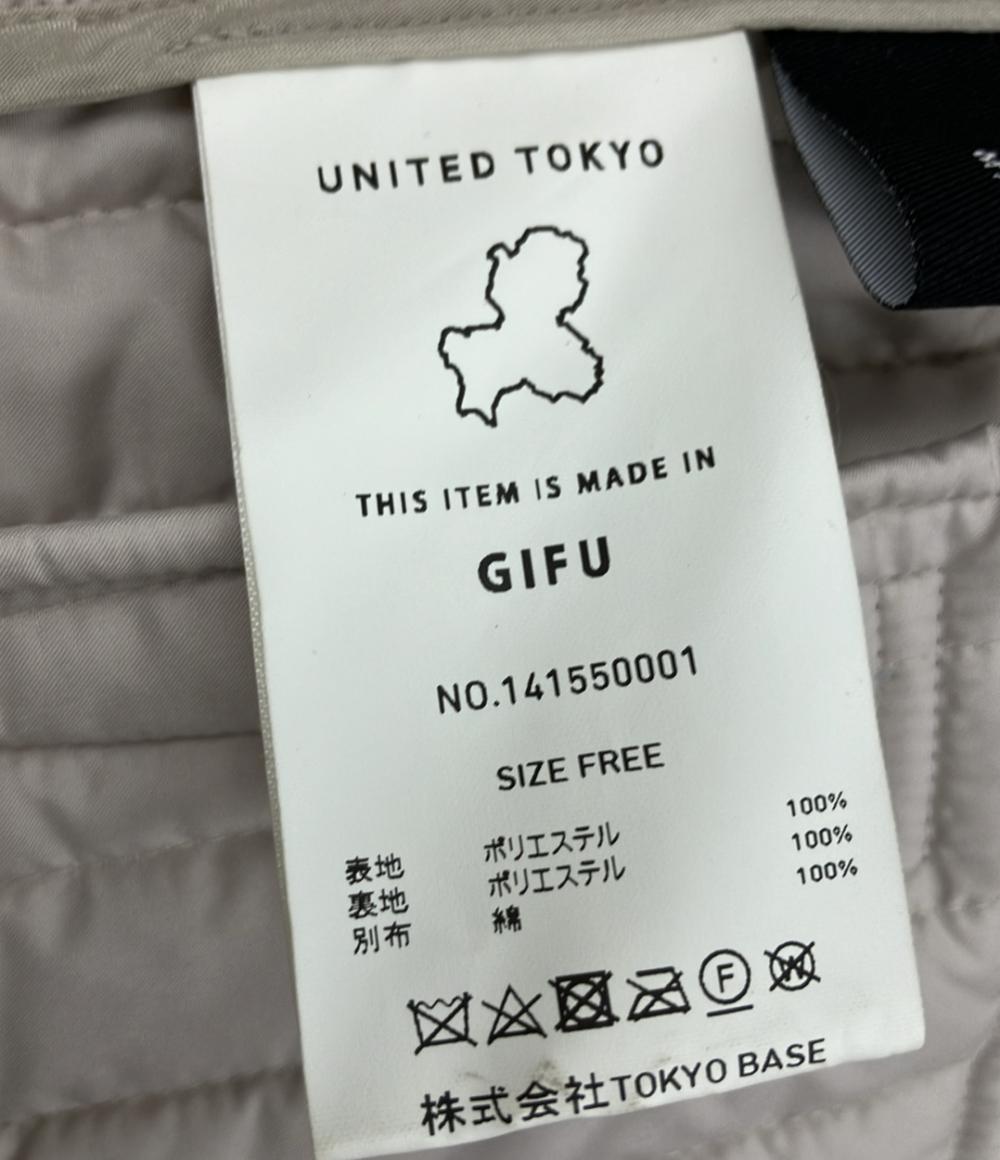 UNITED TOKYO
THIS ITEM IS MADE IN
GIFU
NO.141550001
SIZE FREE
表地 ポリエステル 100%
裏地 ポリエステル 100%
別布 綿 100%
F W
株式会社TOKYO BASE